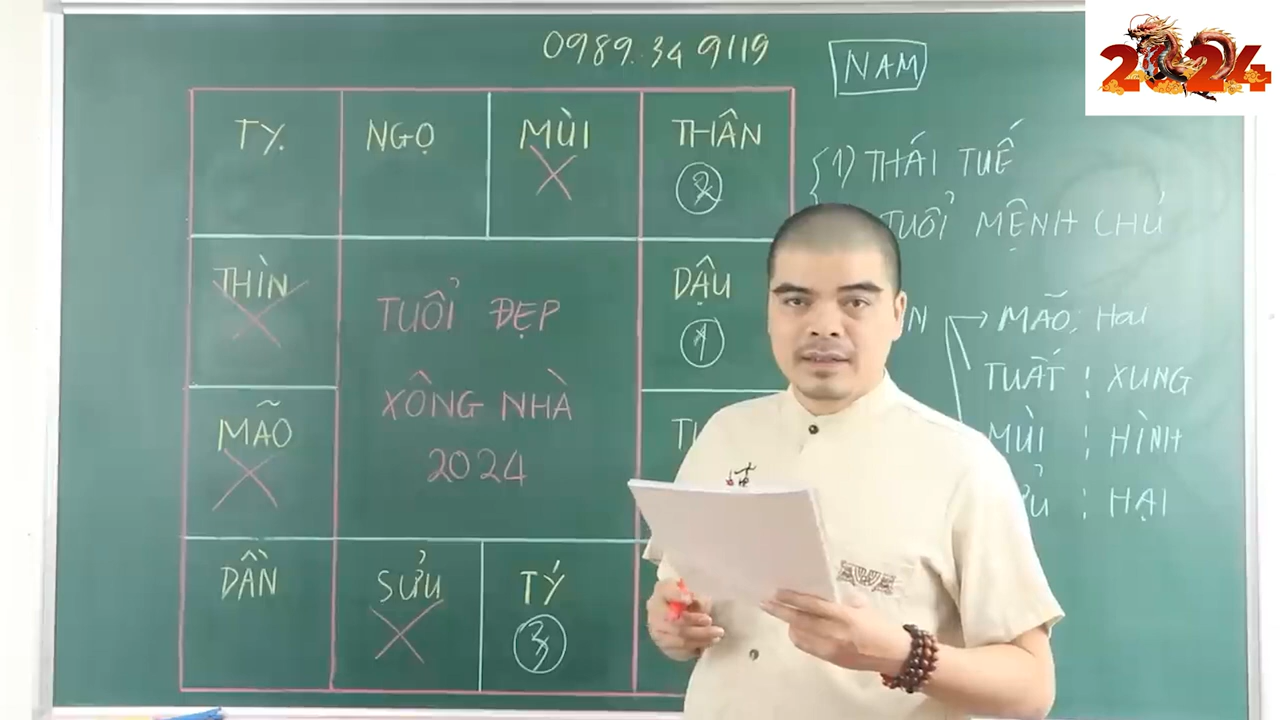 0989.34 9119
NAM
2024
TỴ.
NGỌ
MÙI
THÂN
2
1) THÁI TUẾ
TUỔI MỆNH CHỦ
THÌN
TUỔI ĐẸP
XÔNG NHÀ
2024
DẬU
1
MÃO; HẠI
TUẤT ; XUNG
MÙI ; HÌNH
SỬU ; HẠI
MÃO
DẦN
SỬU
TÝ
3